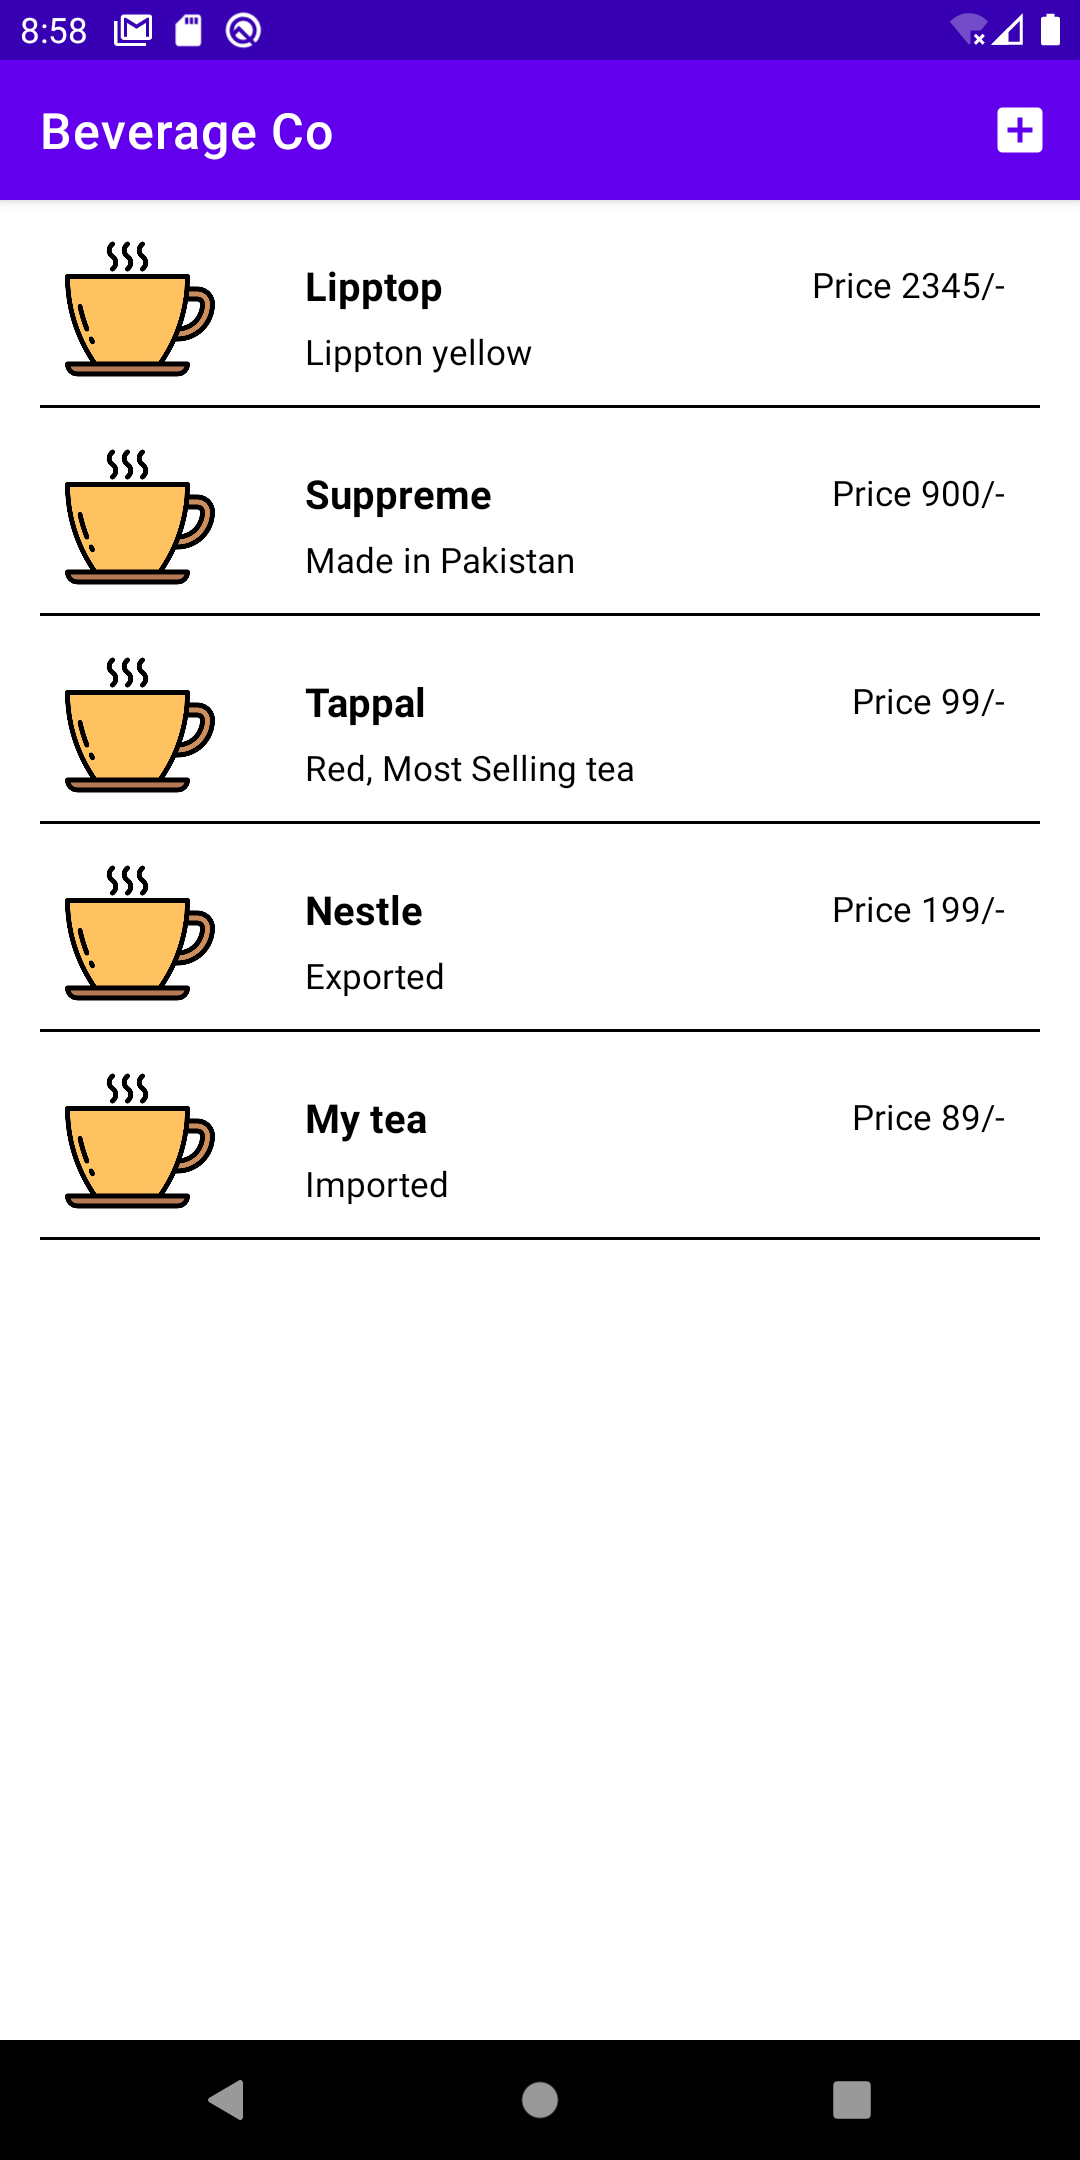 8:58
Beverage Co
Lipptop
Price 2345/-
Lippton yellow
Suppreme
Price 900/-
Made in Pakistan
Tappal
Price 99/-
Red, Most Selling tea
Nestle
Price 199/-
Exported
My tea
Price 89/-
Imported